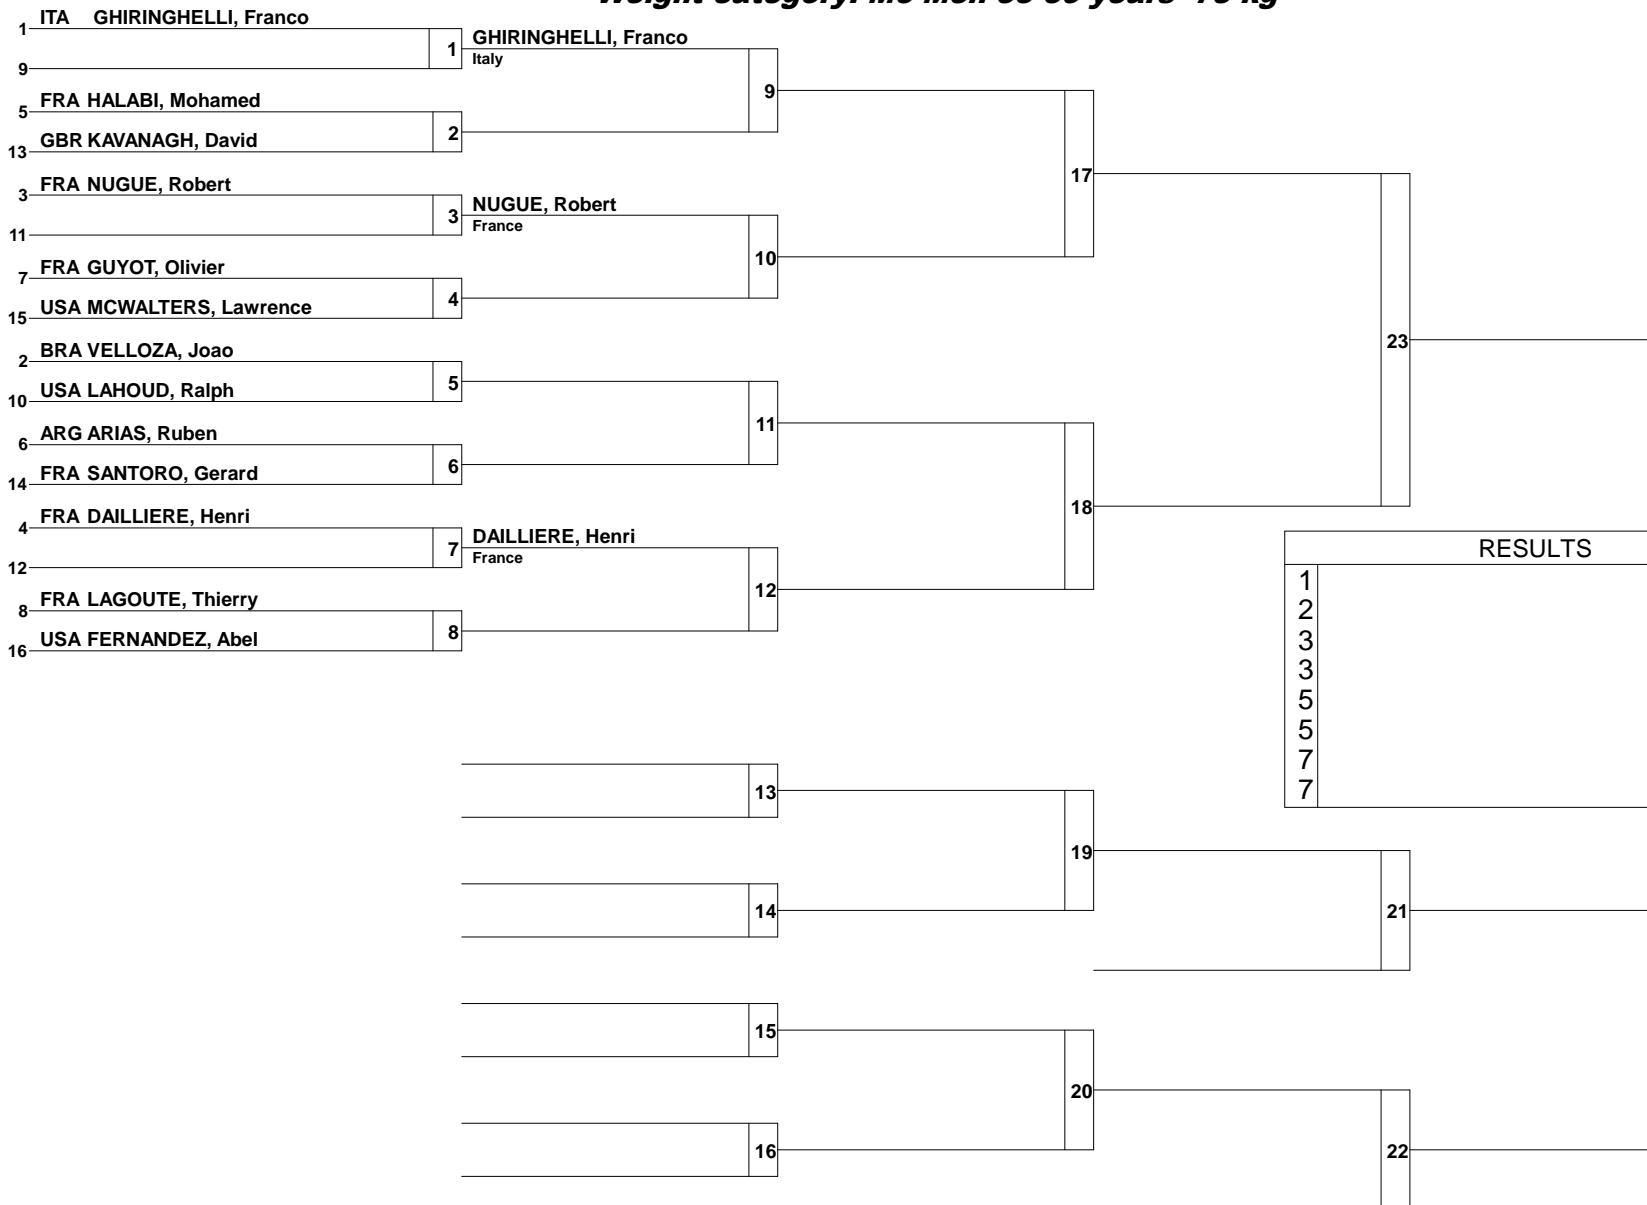 1 ITA GHIRINGHELLI, Franco
9
1 GHIRINGHELLI, Franco
Italy
5 FRA HALABI, Mohamed
13 GBR KAVANAGH, David
2
9
3 FRA NUGUE, Robert
11
3 NUGUE, Robert
France
7 FRA GUYOT, Olivier
15 USA MCWALTERS, Lawrence
4
10
17
2 BRA VELLOZA, Joao
10 USA LAHOUD, Ralph
5
6 ARG ARIAS, Ruben
14 FRA SANTORO, Gerard
6
11
4 FRA DAILLIERE, Henri
12
7 DAILLIERE, Henri
France
8 FRA LAGOUTE, Thierry
16 USA FERNANDEZ, Abel
8
12
18
23
RESULTS
1
2
3
3
5
5
7
7
13
14
19
21
15
16
20
22